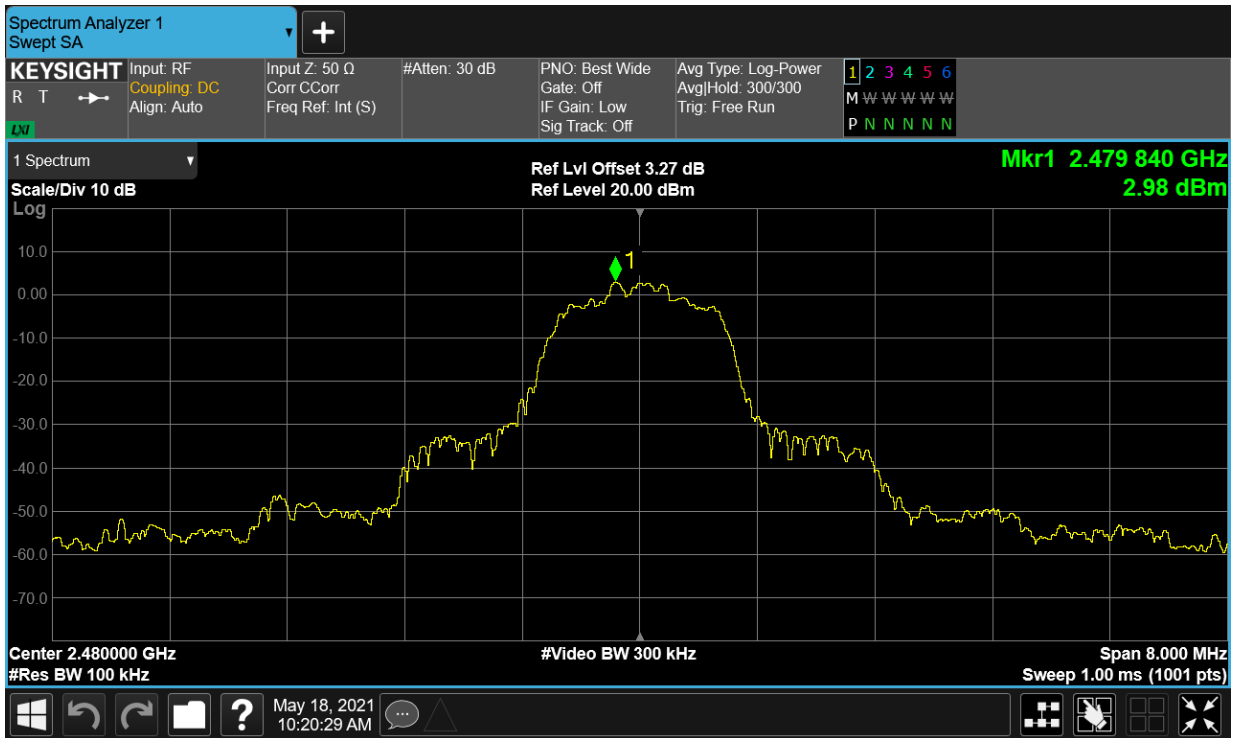 Spectrum Analyzer 1
Swept SA
KEYSIGHT
R T
LXI
Input: RF
Coupling: DC
Align: Auto
Input Z: 50 Ω
Corr CCorr
Freq Ref: Int (S)
#Atten: 30 dB
PNO: Best Wide
Gate: Off
IF Gain: Low
Sig Track: Off
Avg Type: Log-Power
Avg|Hold: 300/300
Trig: Free Run
1 2 3 4 5 6
M W W W W W
P N N N N N N
1 Spectrum
Scale/Div 10 dB
Log
Ref Lvl Offset 3.27 dB
Ref Level 20.00 dBm
Mkr1 2.479 840 GHz
2.98 dBm
1
10.0
0.00
-10.0
-20.0
-30.0
-40.0
-50.0
-60.0
-70.0
Center 2.480000 GHz
#Res BW 100 kHz
#Video BW 300 kHz
Span 8.000 MHz
Sweep 1.00 ms (1001 pts)
?
May 18, 2021
10:20:29 AM